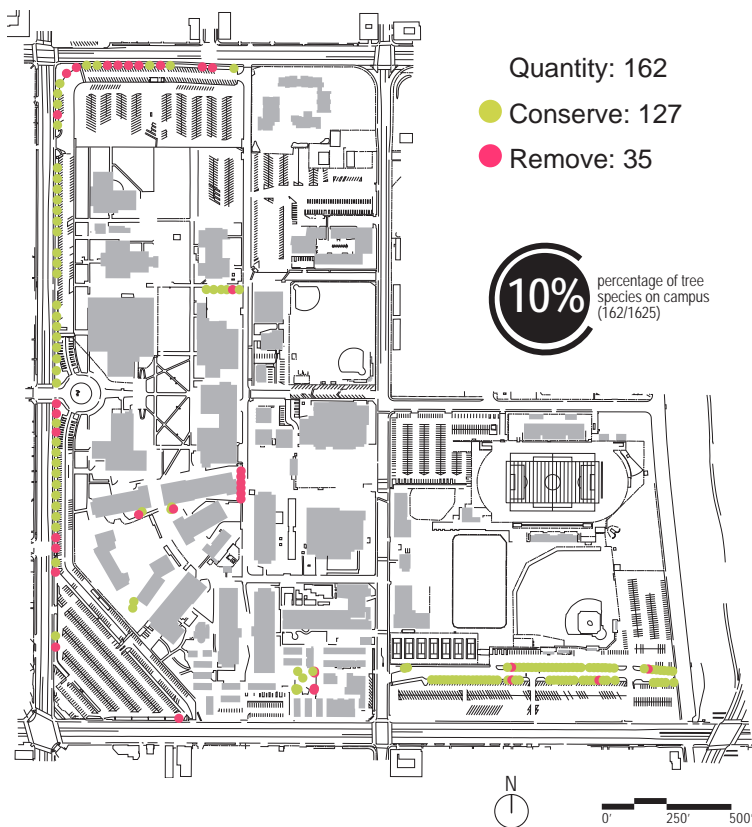 Quantity: 162
Conserve: 127
Remove: 35
10%
percentage of tree
species on campus
(162/1625)
N
0' 250' 500'